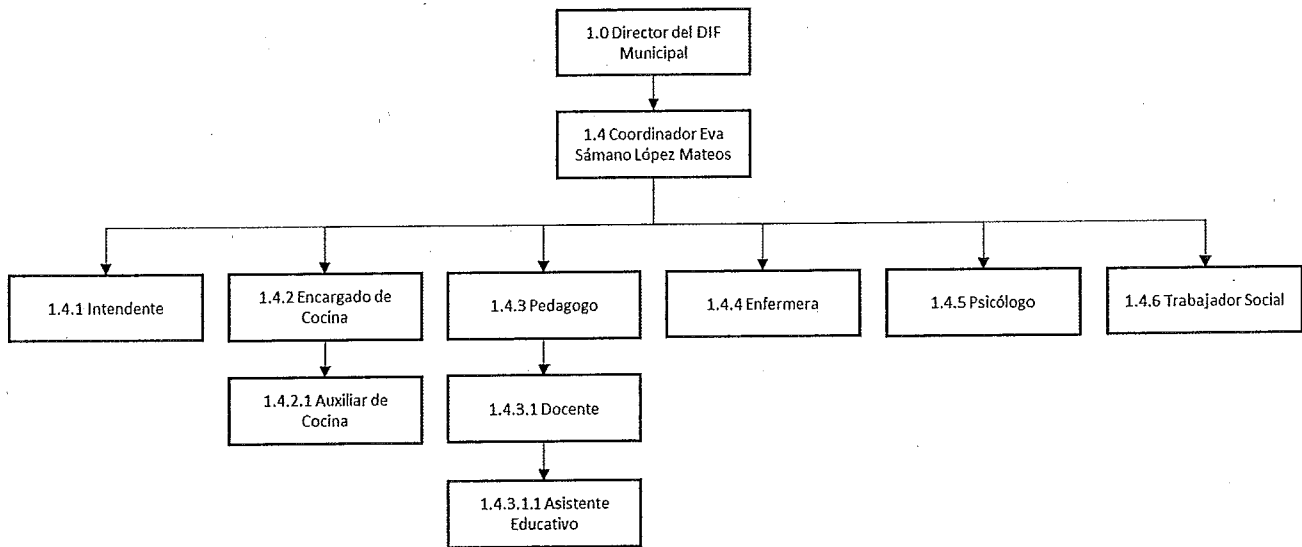 1.0 Director del DIF
Municipal
1.4 Coordinador Eva
Sámano López Mateos
1.4.1 Intendente
1.4.2 Encargado de
Cocina
1.4.3 Pedagogo
1.4.4 Enfermera
1.4.5 Psicólogo
1.4.6 Trabajador Social
1.4.2.1 Auxiliar de
Cocina
1.4.3.1 Docente
1.4.3.1.1 Asistente
Educativo